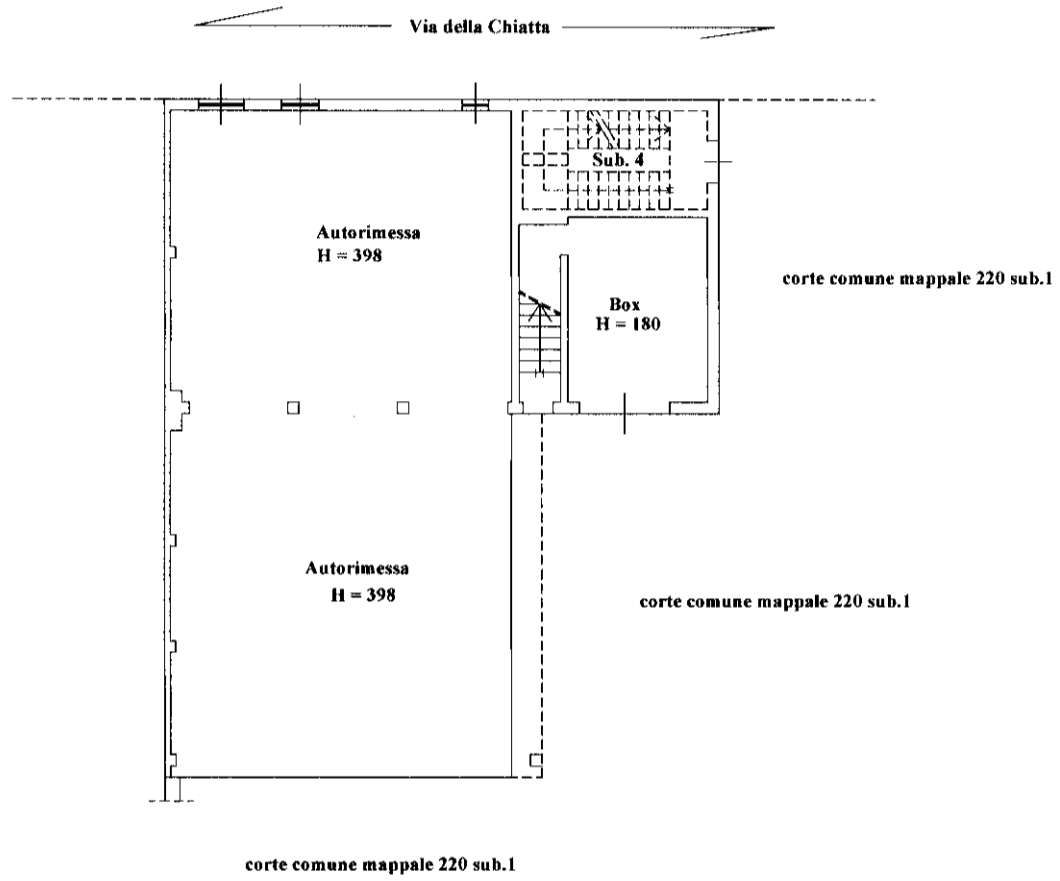 Via della Chiatta
Sub. 4
Autorimessa
H = 398
corte comune mappale 220 sub.1
Box
H = 180
Autorimessa
H = 398
corte comune mappale 220 sub.1
corte comune mappale 220 sub.1